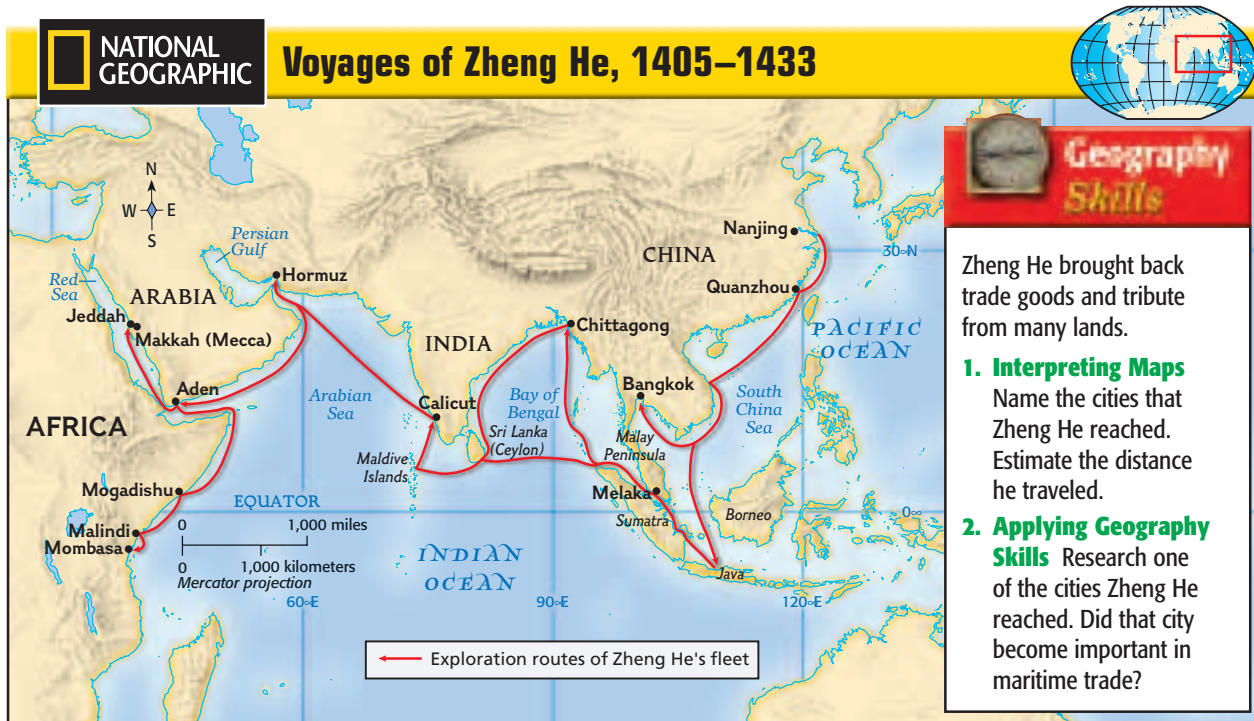 NATIONAL
GEOGRAPHIC
Voyages of Zheng He, 1405–1433
N
W
E
S
Persian
Gulf
Hormuz
Red
Sea
ARABIA
Jeddah
Makkah (Mecca)
Aden
AFRICA
Mogadishu
Malindi
Mombasa
Arabian
Sea
INDIA
Calicut
Maldive
Islands
Sri Lanka
(Ceylon)
Bay of
Bengal
Chittagong
CHINA
Nanjing
Quanzhou
30∞N
PACIFIC
OCEAN
Bangkok
South
China
Sea
Malay
Peninsula
Melaka
Sumatra
Borneo
Java
EQUATOR
0∞
0
1,000 miles
0
1,000 kilometers
Mercator projection
INDIAN
OCEAN
60∞E
90∞E
120∞E
Exploration routes of Zheng He's fleet
Geography
Skills
Zheng He brought back
trade goods and tribute
from many lands.
1. Interpreting Maps
Name the cities that
Zheng He reached.
Estimate the distance
he traveled.
2. Applying Geography
Skills Research one
of the cities Zheng He
reached. Did that city
become important in
maritime trade?